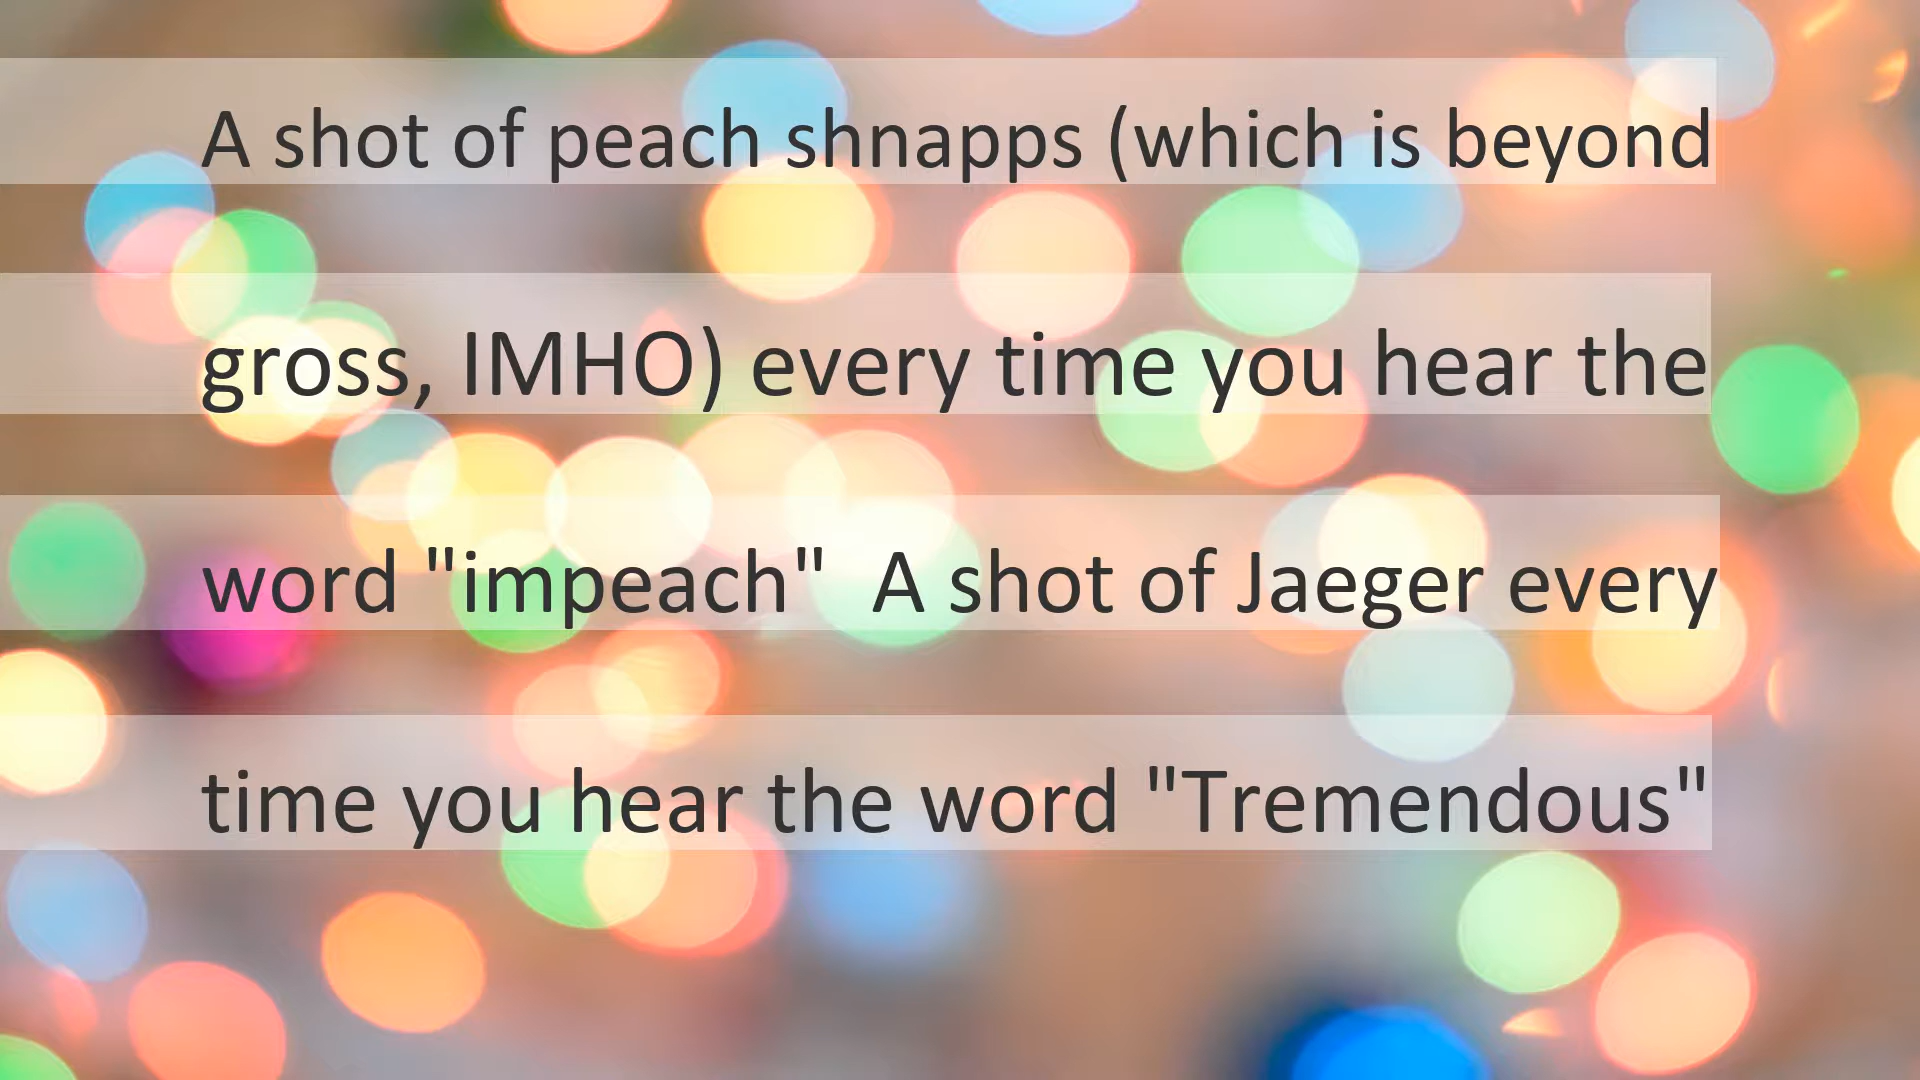 A shot of peach shnapps (which is beyond
gross, IMHO) every time you hear the
word "impeach"  A shot of Jaeger every
time you hear the word "Tremendous"